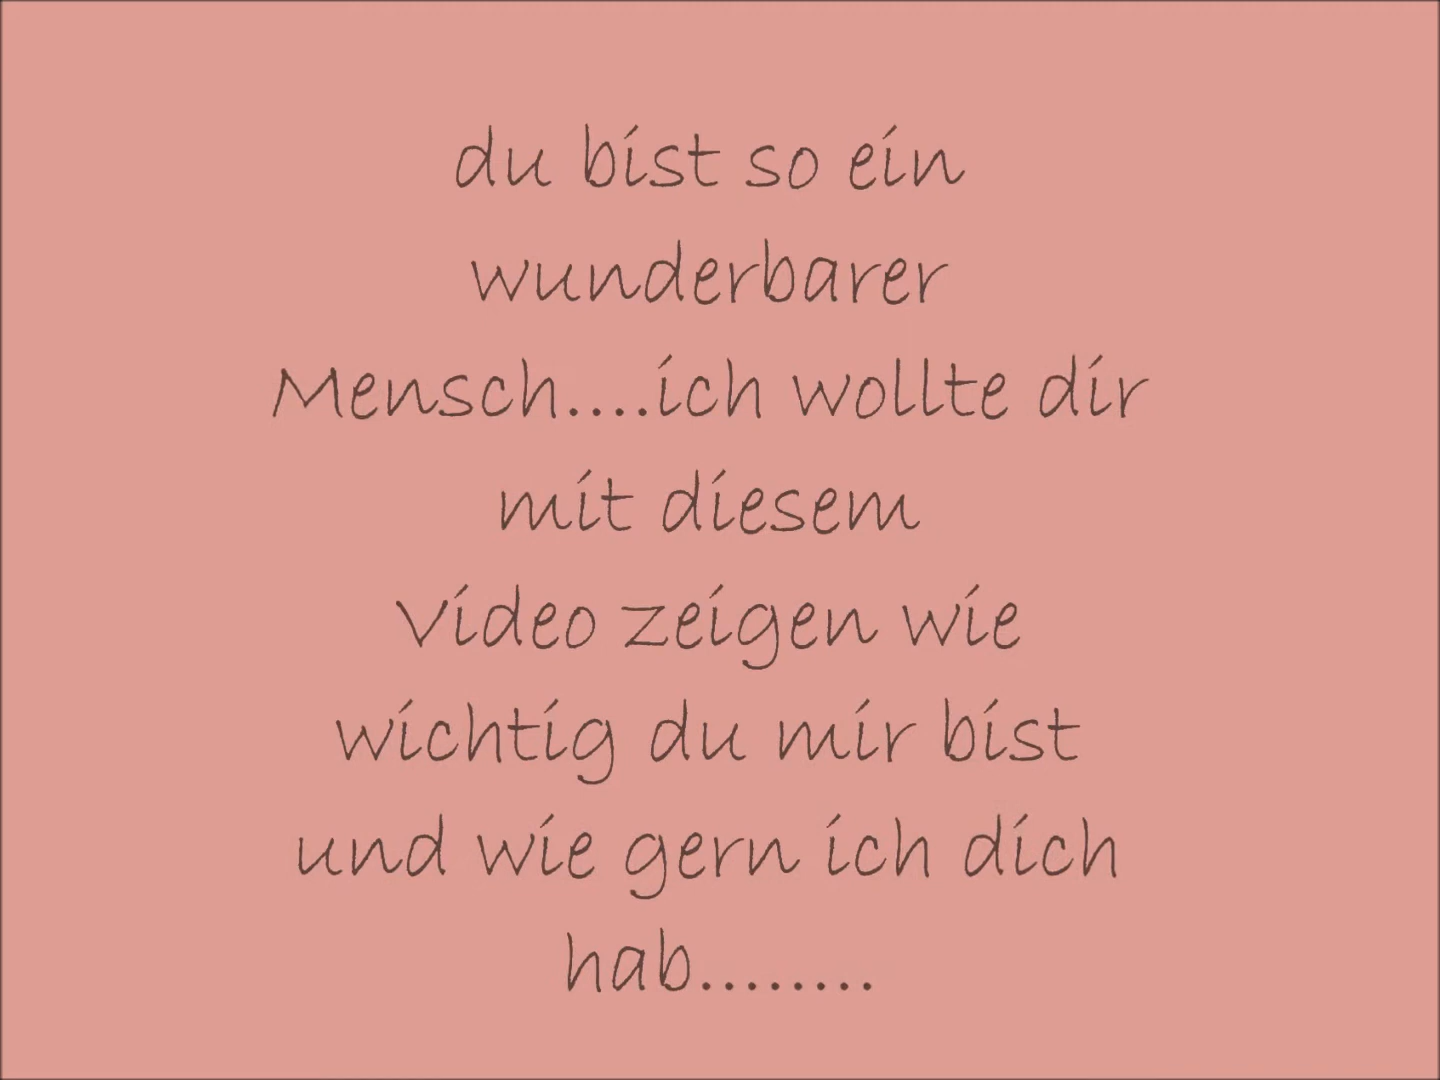 du bist so ein
wunderbarer
Mensch....ich wollte dir
mit diesem
Video zeigen wie
wichtig du mir bist
und wie gern ich dich
hab........